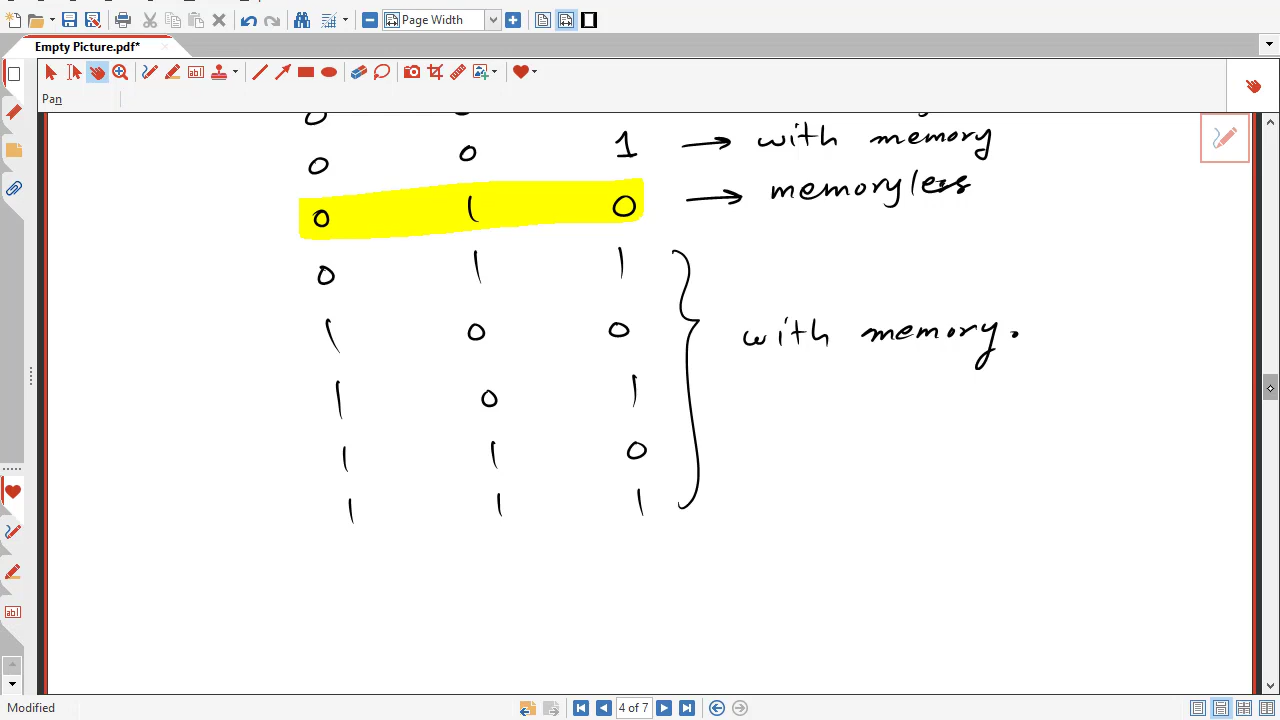 Page Width
Empty Picture.pdf*
Pan
0 0 1 → with memory
0 1 0 → memoryless
0 1 1
1 0 0 with memory.
1 0 1
1 1 0
1 1 1
Modified
4 of 7